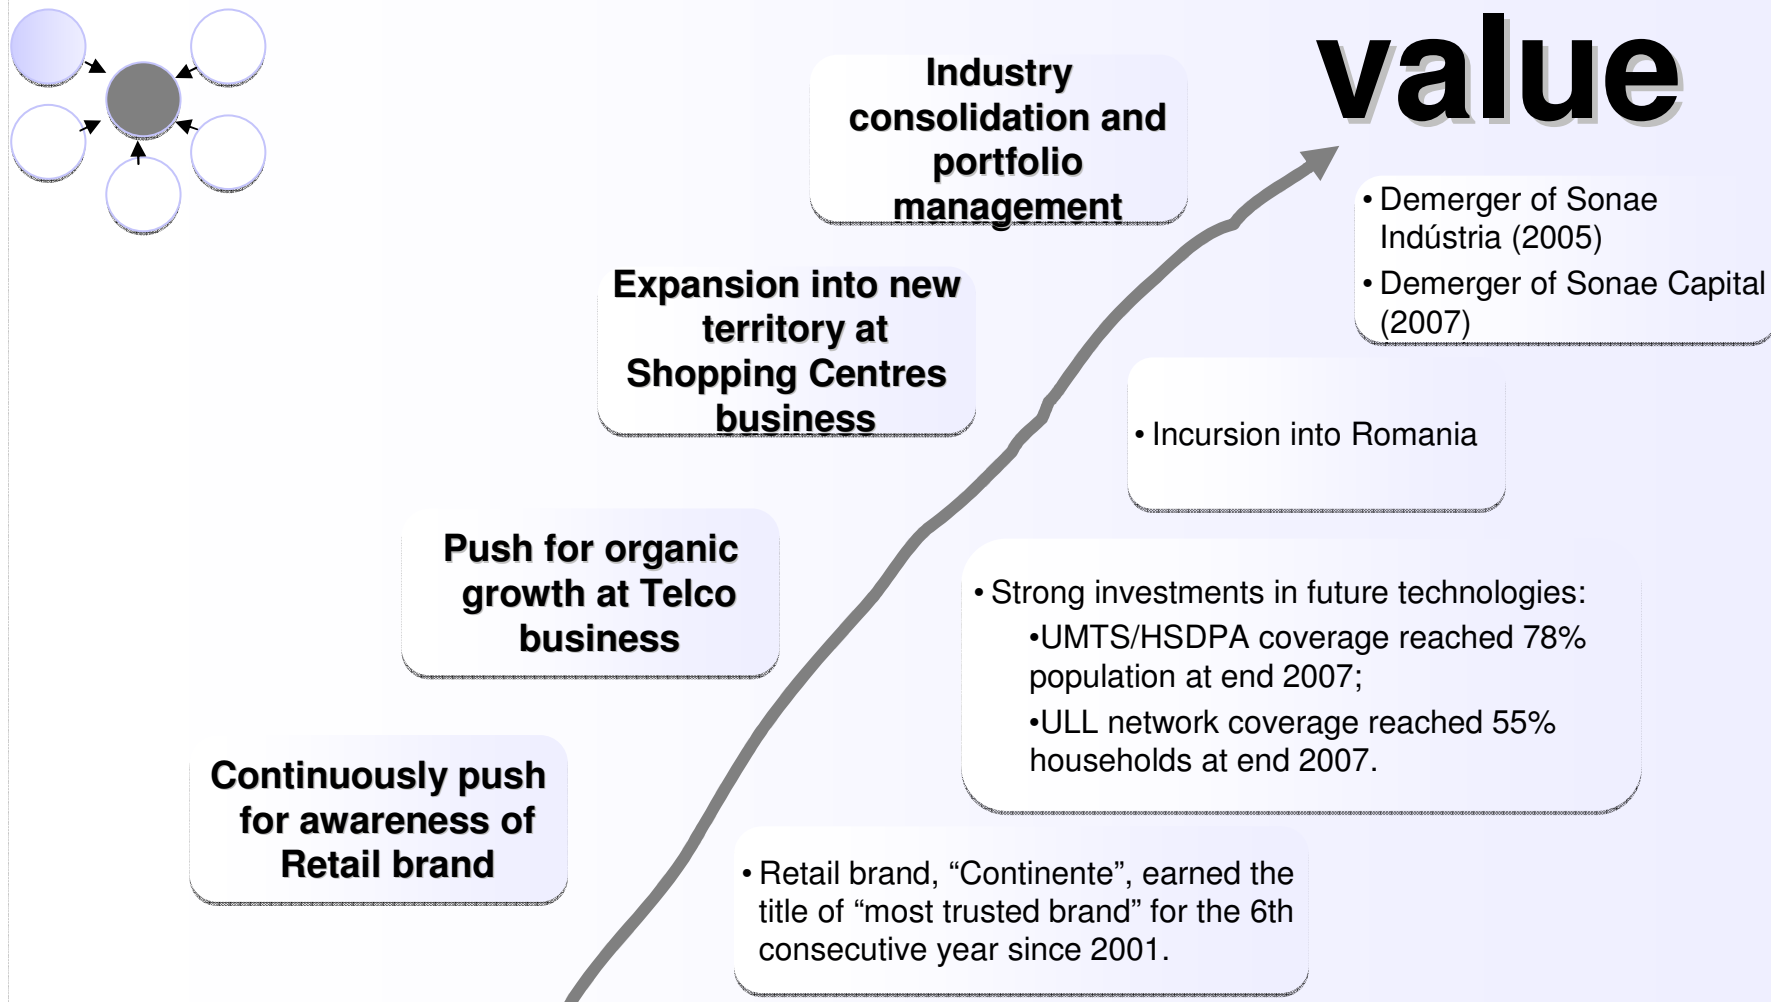 value
Industry
consolidation and
portfolio
management
• Demerger of Sonae
Indústria (2005)
• Demerger of Sonae Capital
(2007)
Expansion into new
territory at
Shopping Centres
business
• Incursion into Romania
Push for organic
growth at Telco
business
• Strong investments in future technologies:
•UMTS/HSDPA coverage reached 78%
population at end 2007;
•ULL network coverage reached 55%
households at end 2007.
Continuously push
for awareness of
Retail brand
• Retail brand, “Continente”, earned the
title of “most trusted brand” for the 6th
consecutive year since 2001.